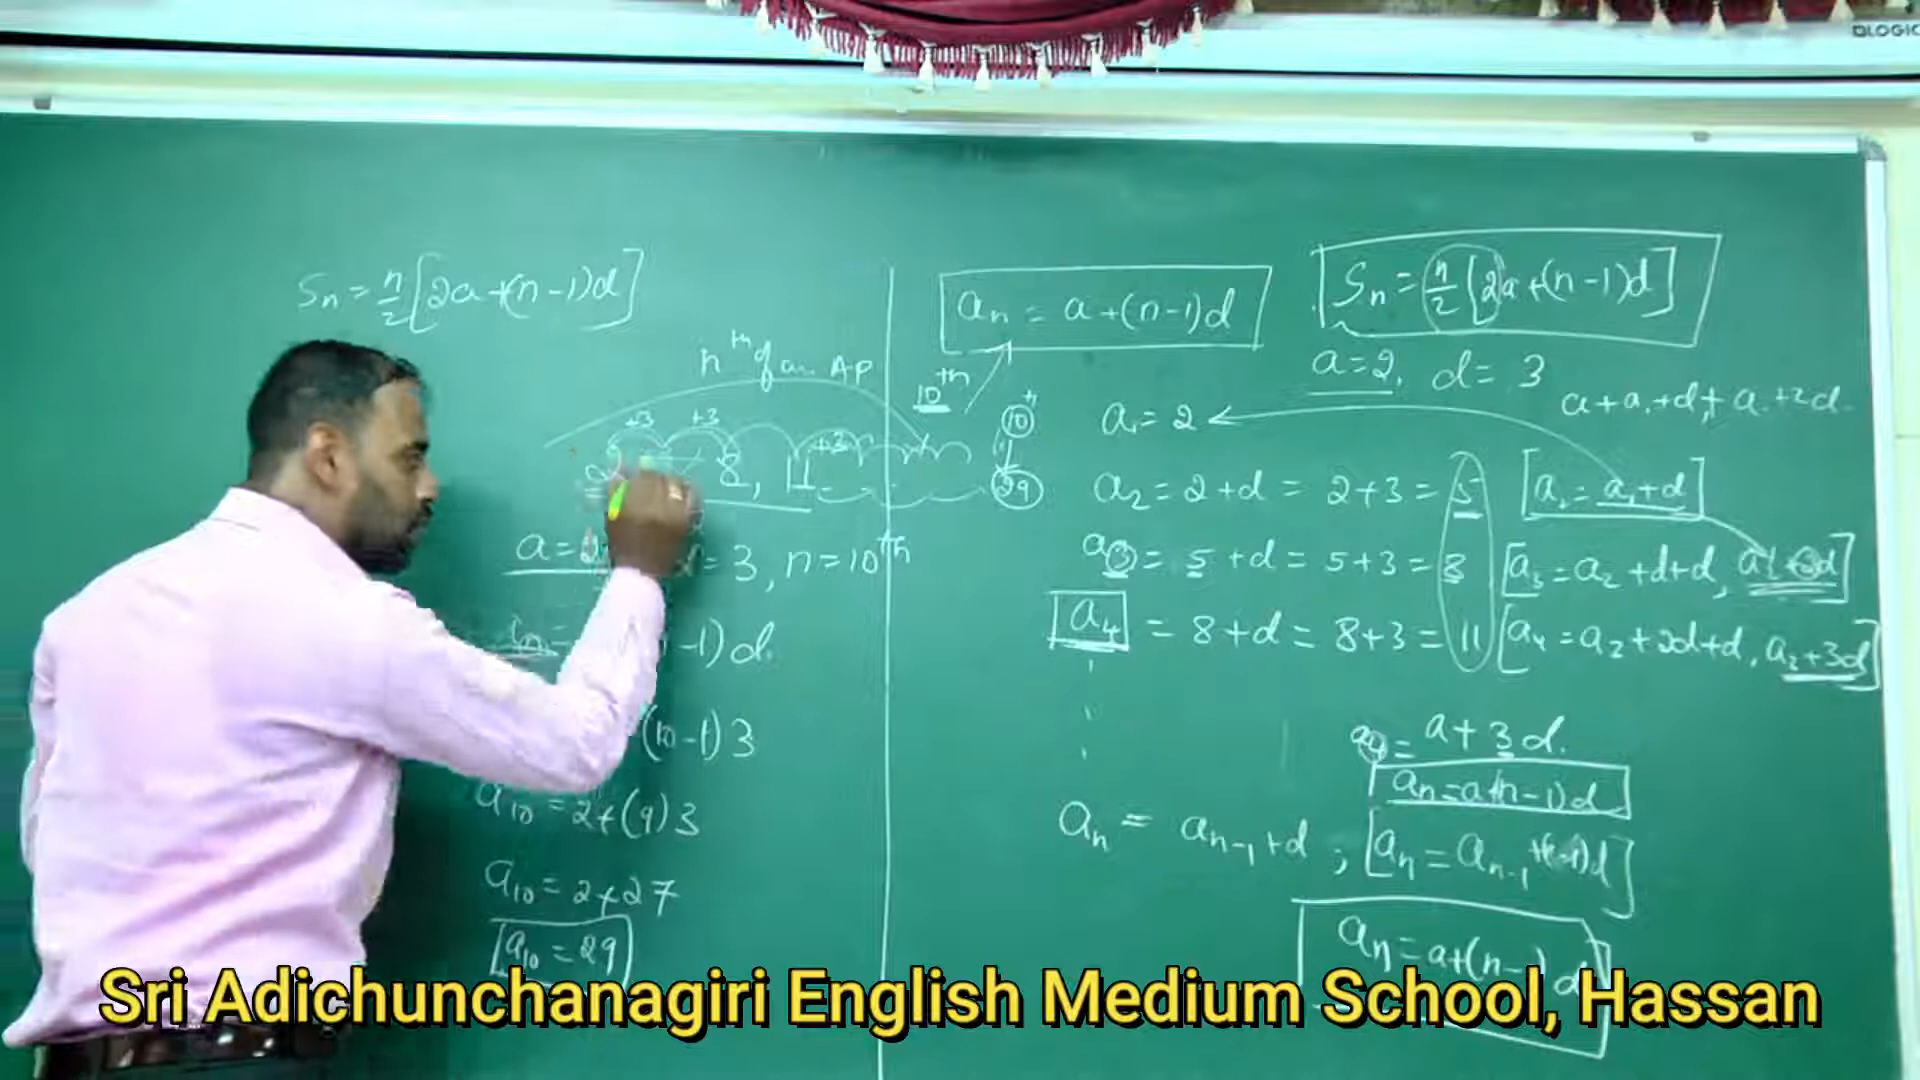 LOGIC
Sn = n/2 [2a+(n-1)d]
nth of an AP
+3 +3 +3
2, 8, 11
a= = 3, n=10th
-1)d.
(10-1)3
a10 = 2+(9)3
a10 = 2+27
a10 = 29
an = a+(n-1)d
10th
10th
29
Sn = n/2 [2a+(n-1)d]
a=2, d=3
a+a+d+a+2d
a1 = 2
a2 = 2+d = 2+3 = 5 [a2 = a1+d]
a3 = 5+d = 5+3 = 8 [a3 = a2+d+d,
a4 = 8+d = 8+3 = 11 [a4 = a2+2d+d, a2+3d]
a4 = a+3d.
an=a+(n-1)d
an = an-1+d ; [an = an-1 +(n-1)d]
an = a+(n-1)d
Sri Adichunchanagiri English Medium School, Hassan